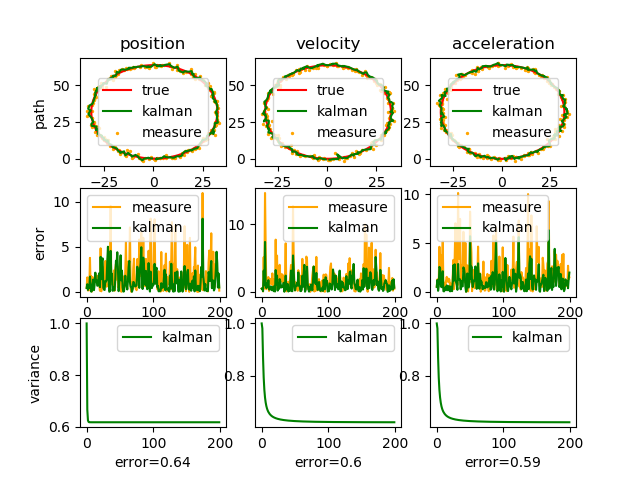 position velocity acceleration
path
50
25
0
true
kalman
measure
−25 0 25
50
25
0
true
kalman
measure
−25 0 25
50
25
0
true
kalman
measure
−25 0 25
error
10
5
0
measure
kalman
0 100 200
10
0
measure
kalman
0 100 200
10
5
0
measure
kalman
0 100 200
variance
1.0
0.8
0.6
kalman
0 100 200
error=0.64
1.0
0.8
kalman
0 100 200
error=0.6
1.0
0.8
kalman
0 100 200
error=0.59